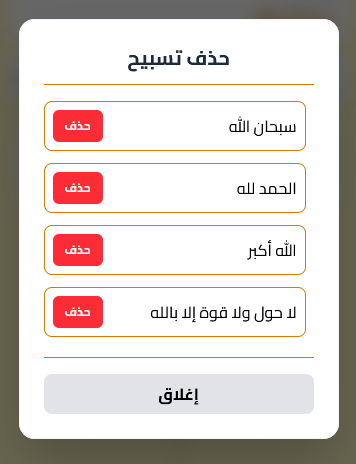 حذف تسبيح
سبحان الله
حذف
الحمد لله
حذف
الله أكبر
حذف
لا حول ولا قوة إلا بالله
حذف
إغلاق